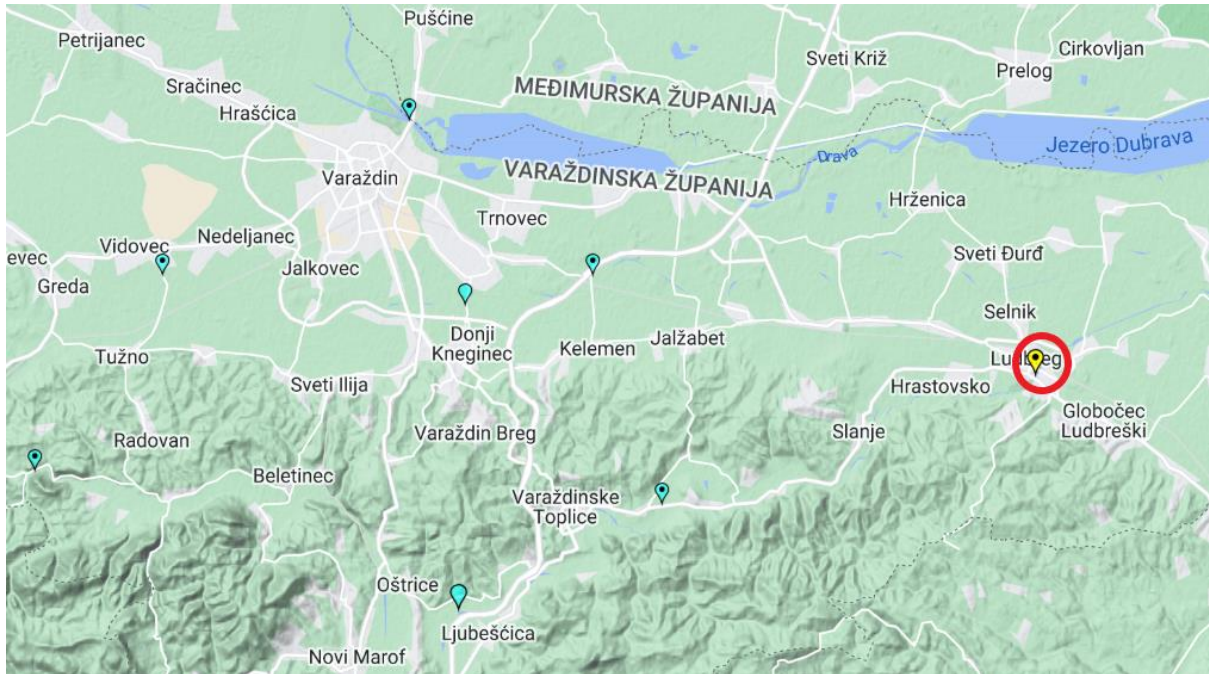 Pušćine
Petrijanec
Sveti Križ
Cirkovljan
Prelog
Sračinec
Hrašćica
MEĐIMURSKA ŽUPANIJA
Drava
Jezero Dubrava
Varaždin
VARAŽDINSKA ŽUPANIJA
Hrženica
Trnovec
Nedeljanec
Vidovec
evec
Greda
Jalkovec
Sveti Đurđ
Selnik
Donji
Kneginec
Kelemen
Jalžabet
Tužno
Sveti Ilija
Ludbreg
Hrastovsko
Globočec
Ludbreški
Radovan
Varaždin Breg
Slanje
Beletinec
Varaždinske
Toplice
Oštrice
Ljubešćica
Novi Marof